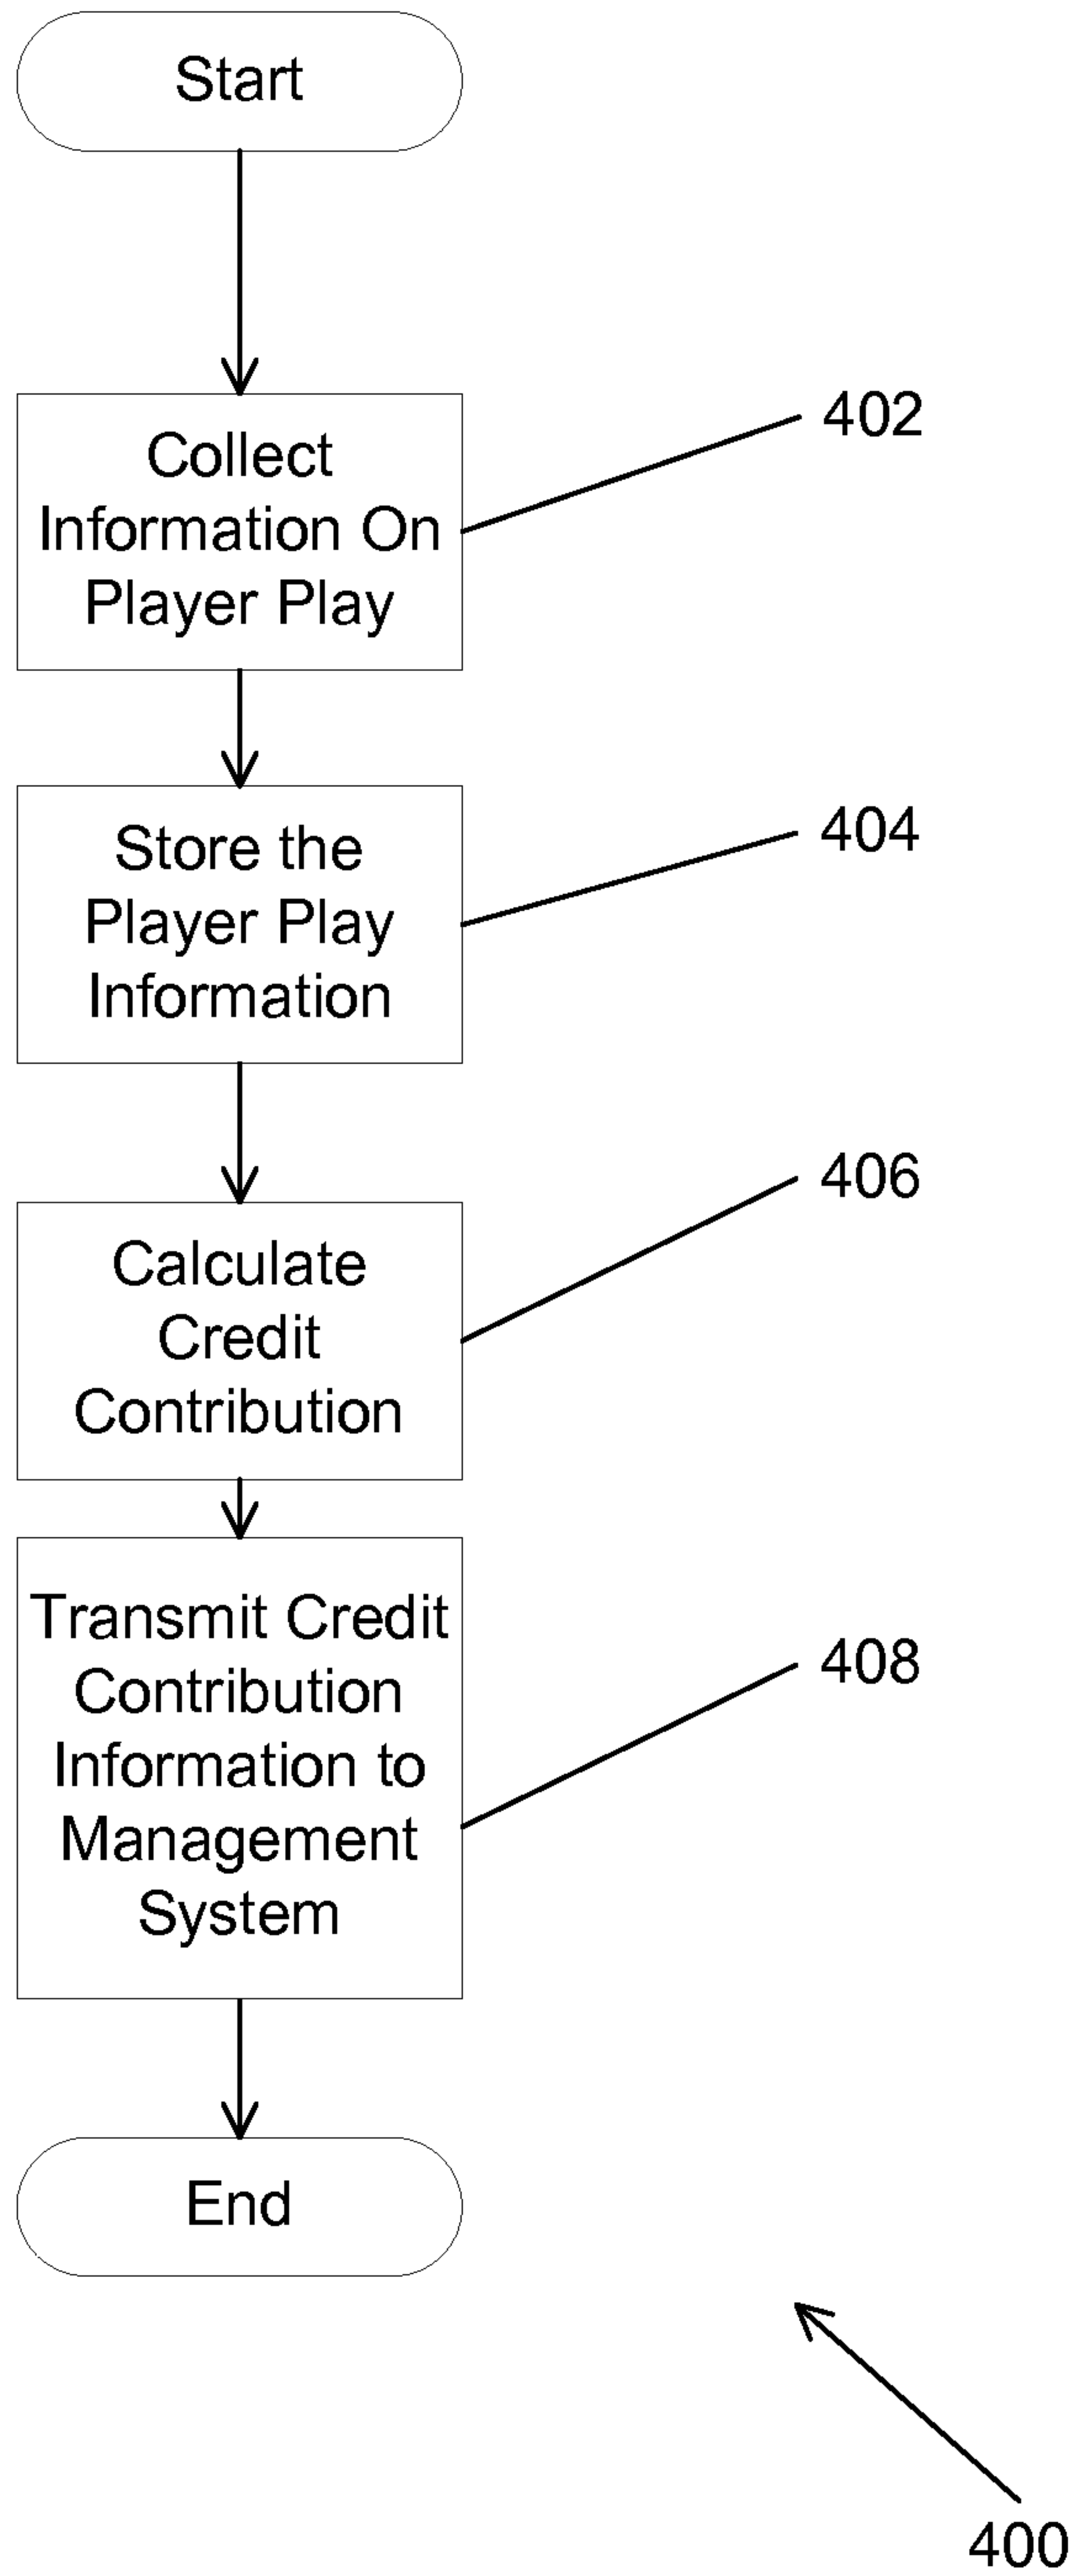 Start
Collect
Information On
Player Play
402
Store the
Player Play
Information
404
Calculate
Credit
Contribution
406
Transmit Credit
Contribution
Information to
Management
System
408
End
400